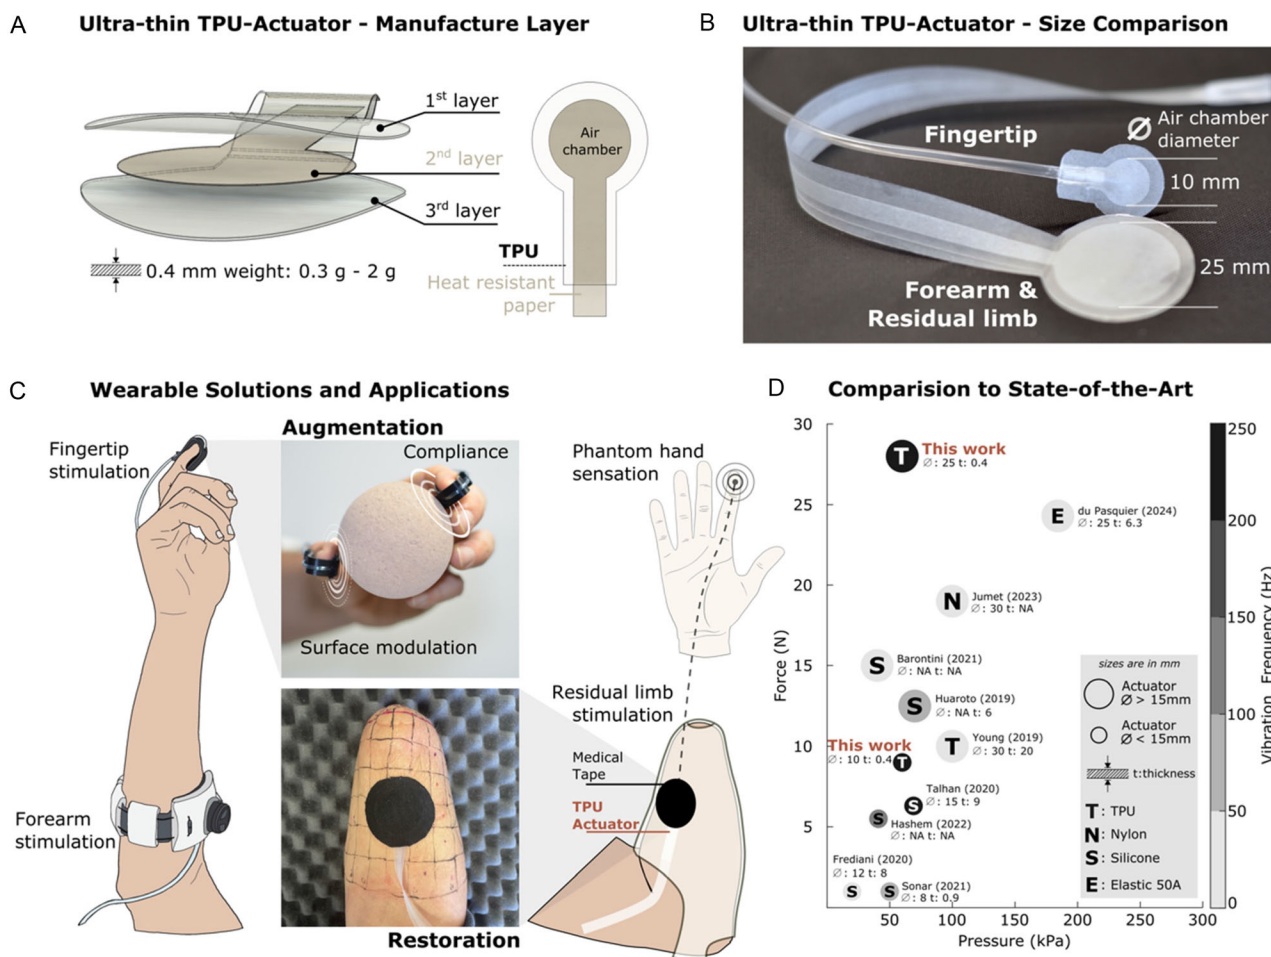 A
Ultra-thin TPU-Actuator - Manufacture Layer
1st layer
2nd layer
3rd layer
0.4 mm weight: 0.3 g - 2 g
Air
chamber
TPU
Heat resistant
paper
B
Ultra-thin TPU-Actuator - Size Comparison
Fingertip
Ø Air chamber
diameter
10 mm
25 mm
Forearm &
Residual limb
C
Wearable Solutions and Applications
Fingertip
stimulation
Forearm
stimulation
Augmentation
Compliance
Surface modulation
Restoration
Phantom hand
sensation
Residual limb
stimulation
Medical
Tape
TPU
Actuator
D
Comparision to State-of-the-Art
Force (N)
30
25
20
15
10
5
0
50
100
150
200
250
300
Pressure (kPa)
T
This work
∅: 25 t: 0.4
E
du Pasquier (2024)
∅: 25 t: 6.3
N
Jumet (2023)
∅: 30 t: NA
S
Barontini (2021)
∅: NA t: NA
S
Huaroto (2019)
∅: NA t: 6
T
Young (2019)
∅: 30 t: 20
This work
∅: 10 t: 0.4
T
S
Talhan (2020)
∅: 15 t: 9
S
Hashem (2022)
∅: NA t: NA
Frediani (2020)
∅: 12 t: 8
S
S
Sonar (2021)
∅: 8 t: 0.9
sizes are in mm
Actuator
Ø > 15mm
Actuator
Ø < 15mm
t:thickness
T: TPU
N: Nylon
S: Silicone
E: Elastic 50A
250
200
150
100
50
0
Vibration Frequency (Hz)